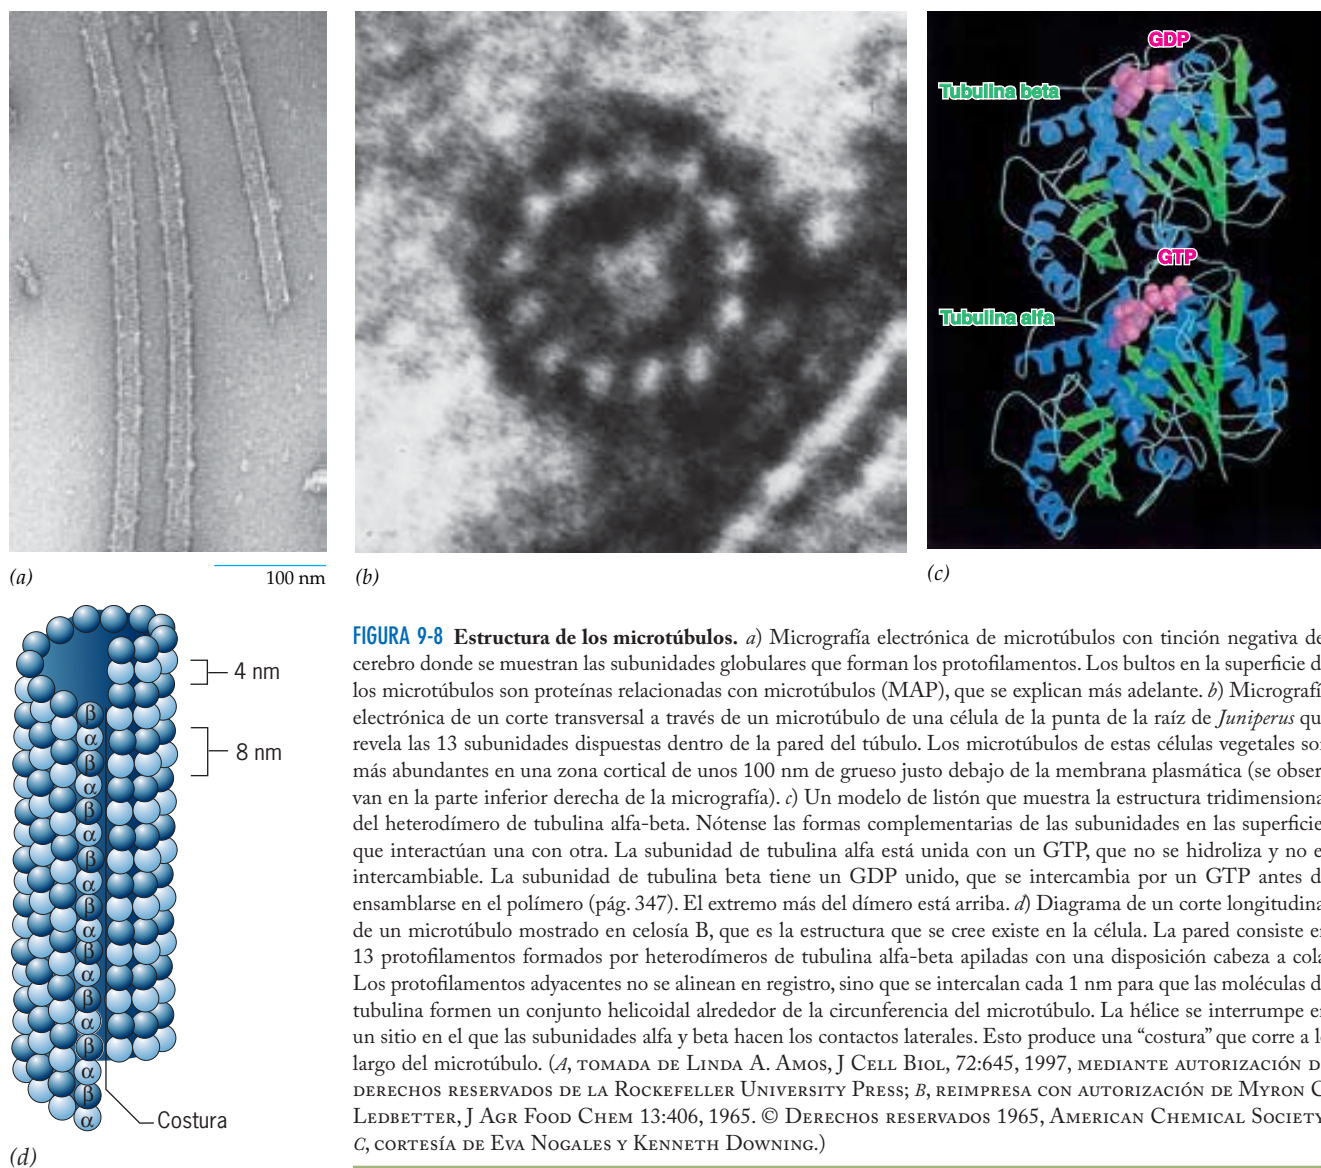 GDP
Tubulina beta
GTP
Tubulina alfa
(a)
100 nm
(b)
(c)
4 nm
8 nm
β
α
β
α
β
α
β
α
β
α
β
α
β
α
β
α
β
α
Costura
(d)
FIGURA 9-8 Estructura de los microtúbulos. a) Micrografía electrónica de microtúbulos con tinción negativa de
cerebro donde se muestran las subunidades globulares que forman los protofilamentos. Los bultos en la superficie d
los microtúbulos son proteínas relacionadas con microtúbulos (MAP), que se explican más adelante. b) Micrografí
electrónica de un corte transversal a través de un microtúbulo de una célula de la punta de la raíz de Juniperus qu
revela las 13 subunidades dispuestas dentro de la pared del túbulo. Los microtúbulos de estas células vegetales so
más abundantes en una zona cortical de unos 100 nm de grueso justo debajo de la membrana plasmática (se obser
van en la parte inferior derecha de la micrografía). c) Un modelo de listón que muestra la estructura tridimensiona
del heterodímero de tubulina alfa-beta. Nótense las formas complementarias de las subunidades en las superficie
que interactúan una con otra. La subunidad de tubulina alfa está unida con un GTP, que no se hidroliza y no e
intercambiable. La subunidad de tubulina beta tiene un GDP unido, que se intercambia por un GTP antes d
ensamblarse en el polímero (pág. 347). El extremo más del dímero está arriba. d) Diagrama de un corte longitudina
de un microtúbulo mostrado en celosía B, que es la estructura que se cree existe en la célula. La pared consiste e
13 protofilamentos formados por heterodímeros de tubulina alfa-beta apiladas con una disposición cabeza a cola
Los protofilamentos adyacentes no se alinean en registro, sino que se intercalan cada 1 nm para que las moléculas d
tubulina formen un conjunto helicoidal alrededor de la circunferencia del microtúbulo. La hélice se interrumpe e
un sitio en el que las subunidades alfa y beta hacen los contactos laterales. Esto produce una “costura” que corre a l
largo del microtúbulo. (A, TOMADA DE LINDA A. AMOS, J CELL BIOL, 72:645, 1997, MEDIANTE AUTORIZACIÓN D
DERECHOS RESERVADOS DE LA ROCKEFELLER UNIVERSITY PRESS; B, REIMPRESA CON AUTORIZACIÓN DE MYRON C
LEDBETTER, J AGR FOOD CHEM 13:406, 1965. © DERECHOS RESERVADOS 1965, AMERICAN CHEMICAL SOCIETY
C, CORTESÍA DE EVA NOGALES Y KENNETH DOWNING.)